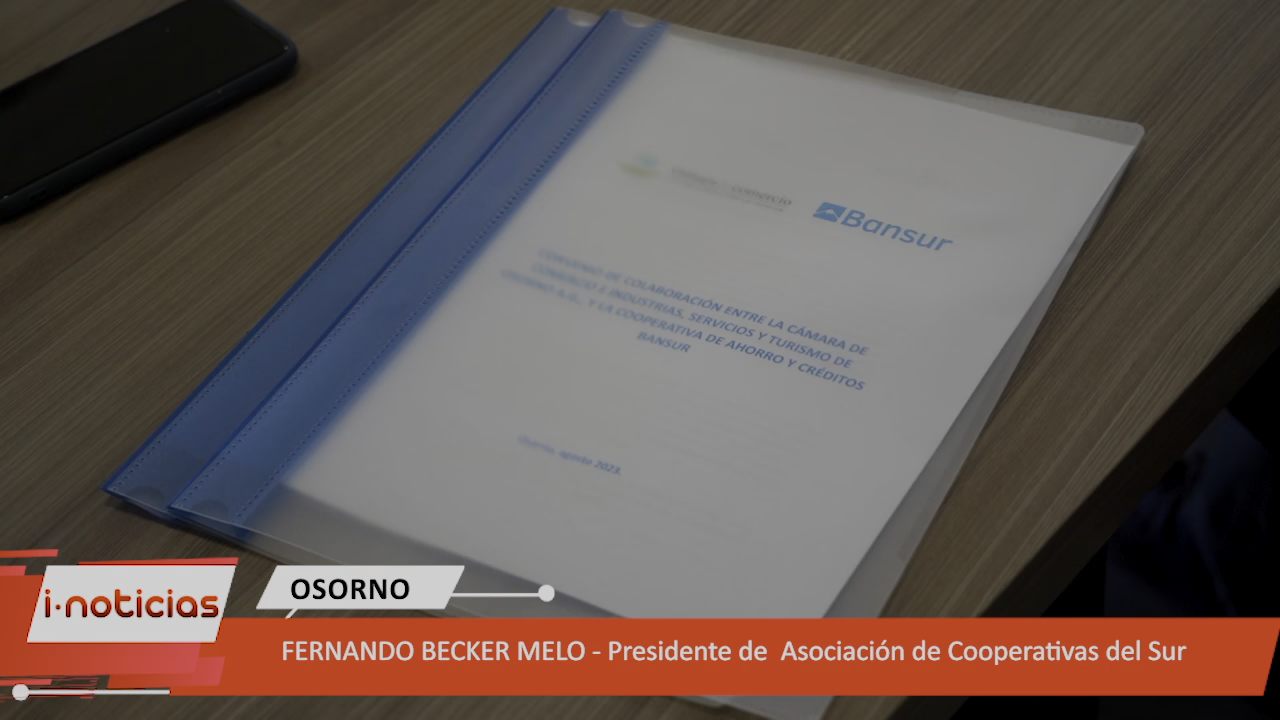 comercio
Bansur
CONVENIO DE COLABORACIÓN ENTRE LA CÁMARA DE
COMERCIO E INDUSTRIAS, SERVICIOS Y TURISMO DE
OSORNO A.G., Y LA COOPERATIVA DE AHORRO Y CRÉDITOS
BANSUR
agosto 2023.
i·noticias
OSORNO
FERNANDO BECKER MELO - Presidente de Asociación de Cooperativas del Sur